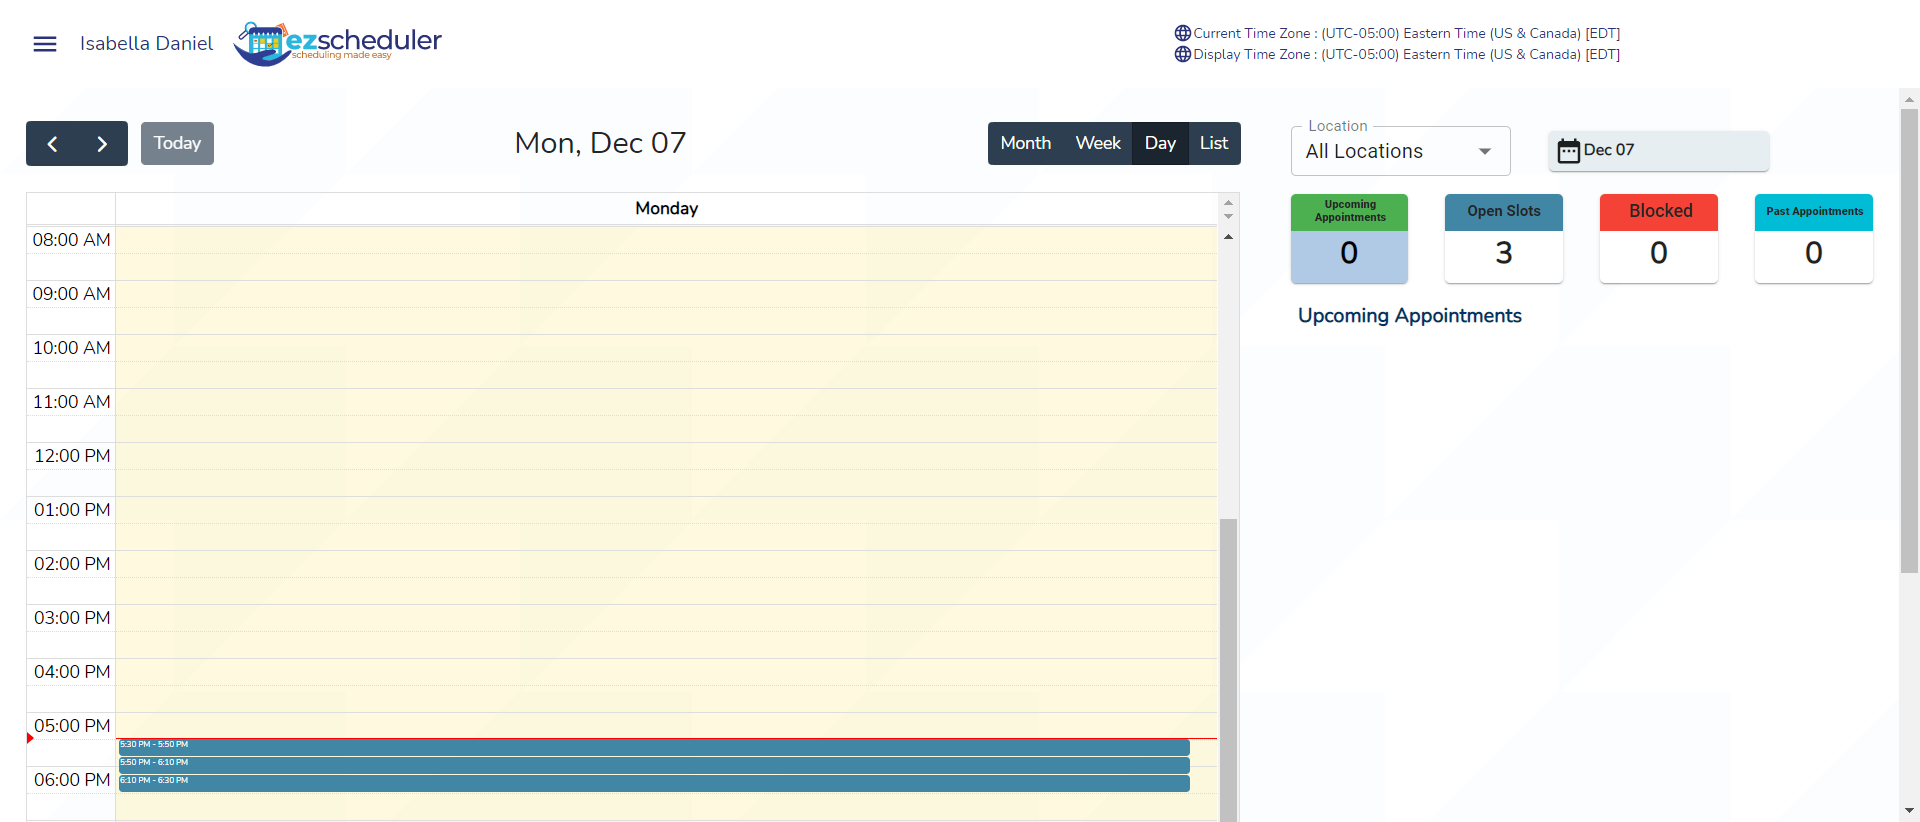 Isabella Daniel
ezscheduler
scheduling made easy
Current Time Zone : (UTC-05:00) Eastern Time (US & Canada) [EDT]
Display Time Zone : (UTC-05:00) Eastern Time (US & Canada) [EDT]
Today
Mon, Dec 07
Month Week Day List
Location
All Locations
Dec 07
Monday
08:00 AM
09:00 AM
10:00 AM
11:00 AM
12:00 PM
01:00 PM
02:00 PM
03:00 PM
04:00 PM
05:00 PM
06:00 PM
5:30 PM - 5:50 PM
5:50 PM - 6:10 PM
6:10 PM - 6:30 PM
Upcoming
Appointments
0
Open Slots
3
Blocked
0
Past Appointments
0
Upcoming Appointments